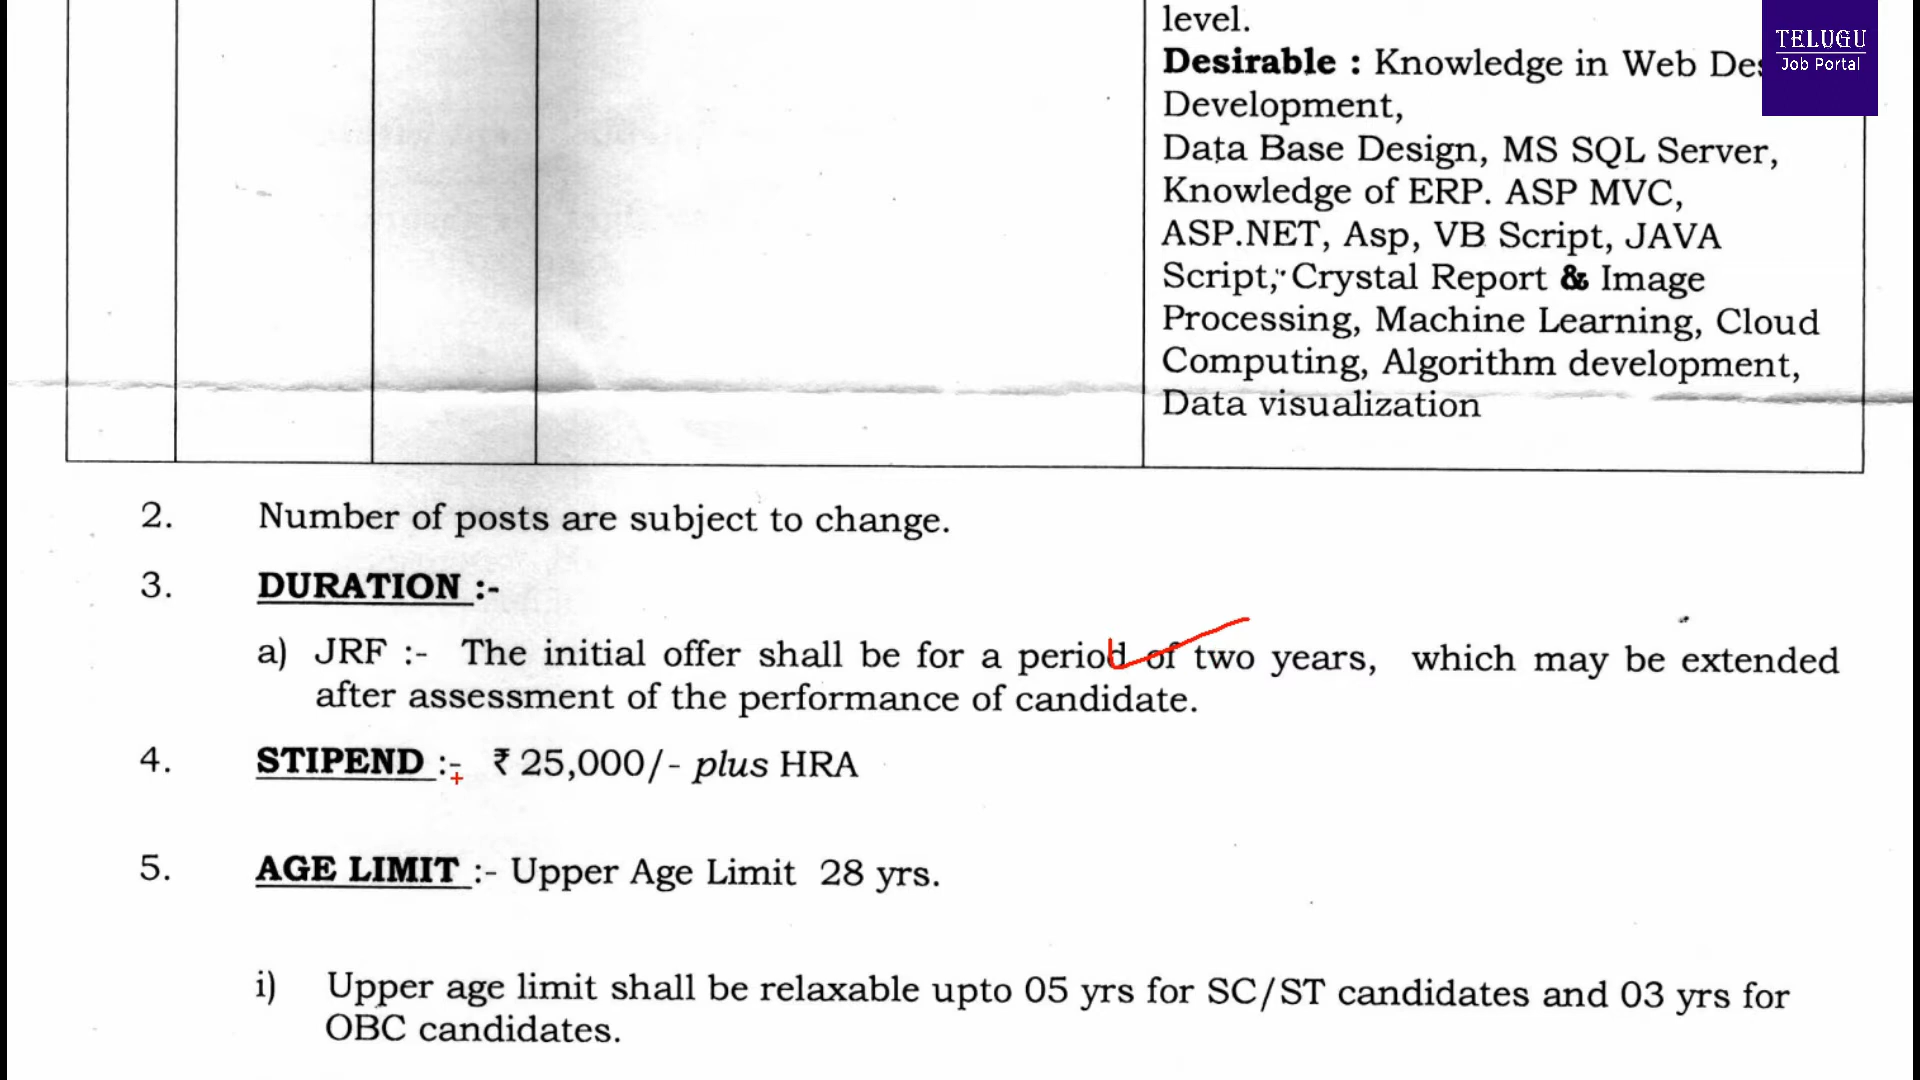 level.
TELUGU
Job Portal
Desirable : Knowledge in Web
Development,
Data Base Design, MS SQL Server,
Knowledge of ERP. ASP MVC,
ASP.NET, Asp, VB Script, JAVA
Script, Crystal Report & Image
Processing, Machine Learning, Cloud
Computing, Algorithm development,
Data visualization
2. Number of posts are subject to change.
3. DURATION :-
a) JRF :- The initial offer shall be for a period of two years, which may be extended
after assessment of the performance of candidate.
4. STIPEND :- ₹ 25,000/- plus HRA
5. AGE LIMIT :- Upper Age Limit 28 yrs.
i) Upper age limit shall be relaxable upto 05 yrs for SC/ST candidates and 03 yrs for
OBC candidates.